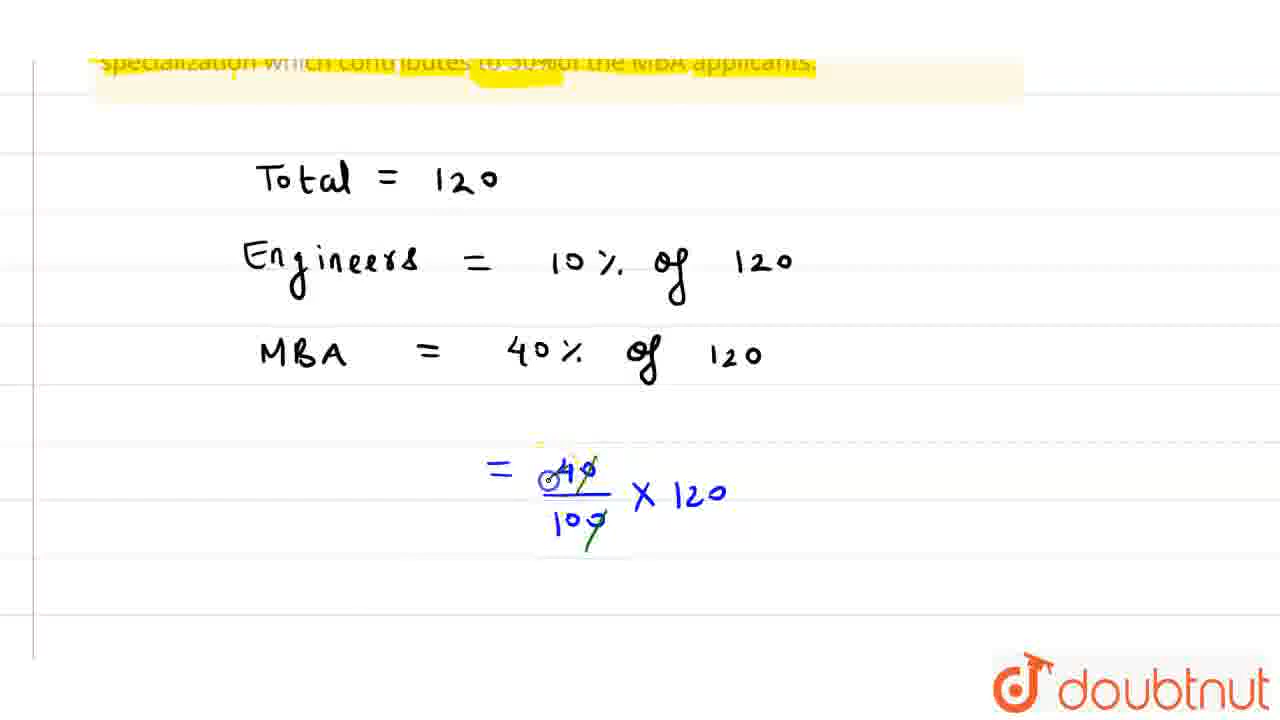 specialization which contributes to 30%of the MBA applicants.
Total = 120
Engineers = 10% of 120
MBA = 40% of 120
= 40/100 × 120
doubtnut